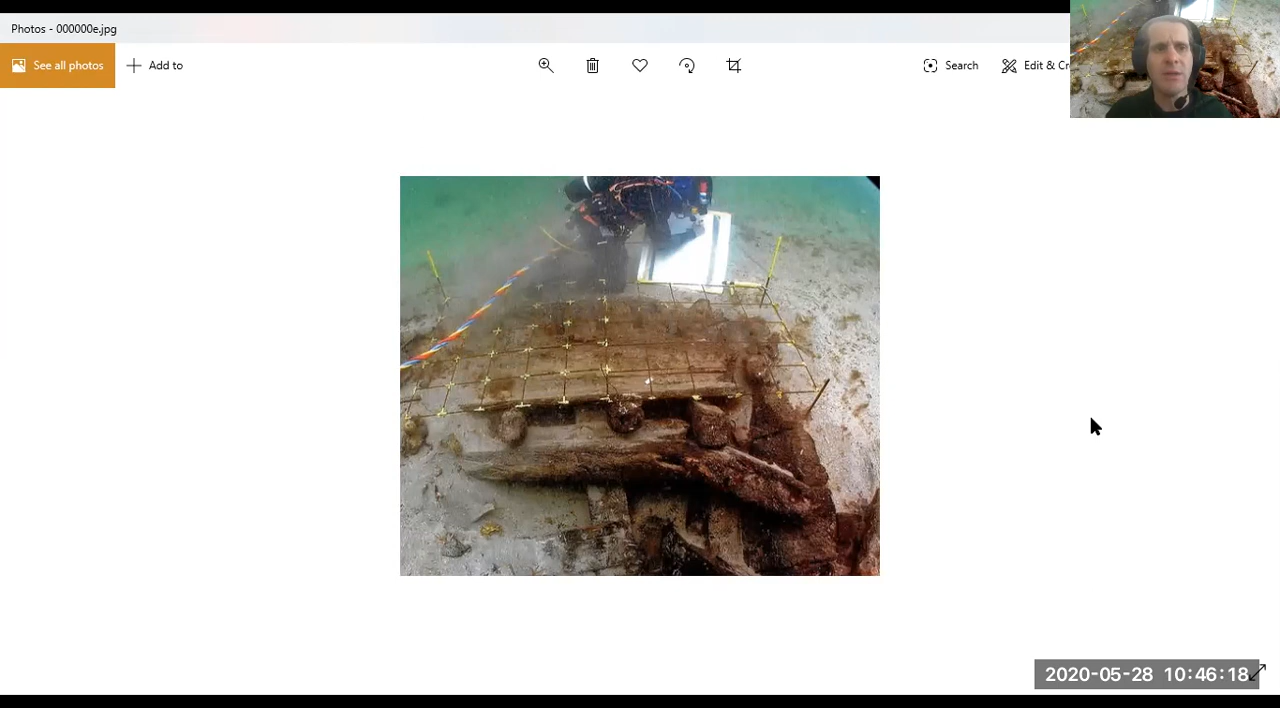 Photos - 000000e.jpg
See all photos
Add to
Search
Edit & Cr
2020-05-28 10:46:18